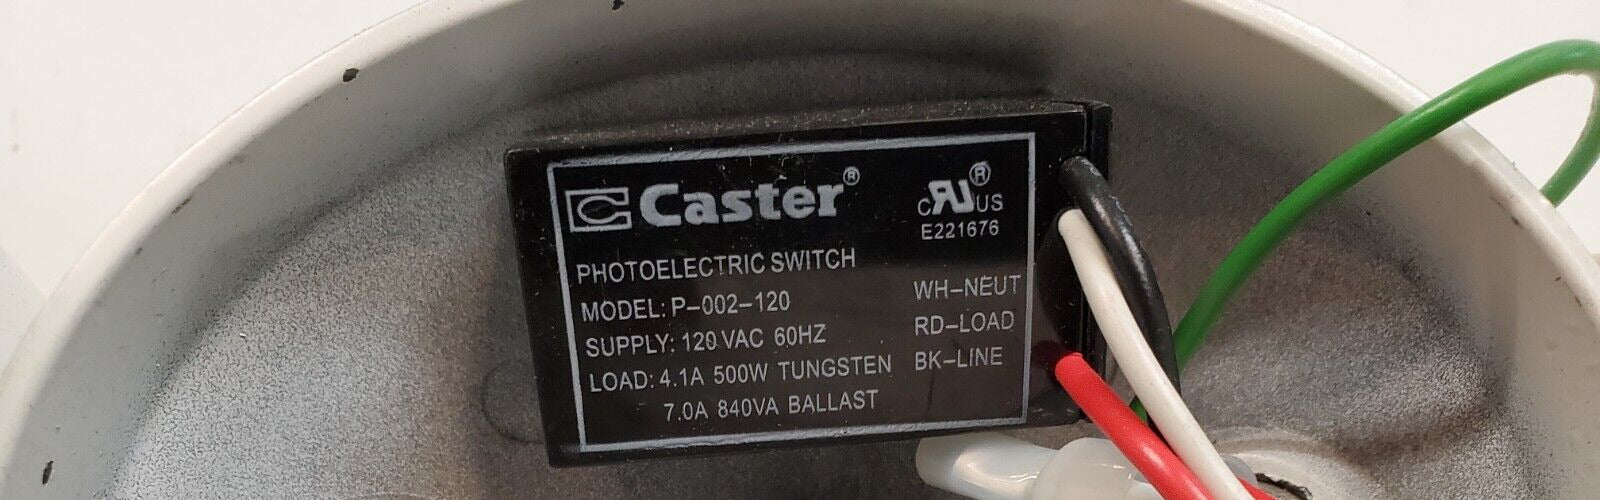 Caster®
C RU US ®
E221676
PHOTOELECTRIC SWITCH
MODEL: P-002-120
SUPPLY: 120 VAC 60HZ
LOAD: 4.1A 500W TUNGSTEN
7.0A 840VA BALLAST
WH-NEUT
RD-LOAD
BK-LINE